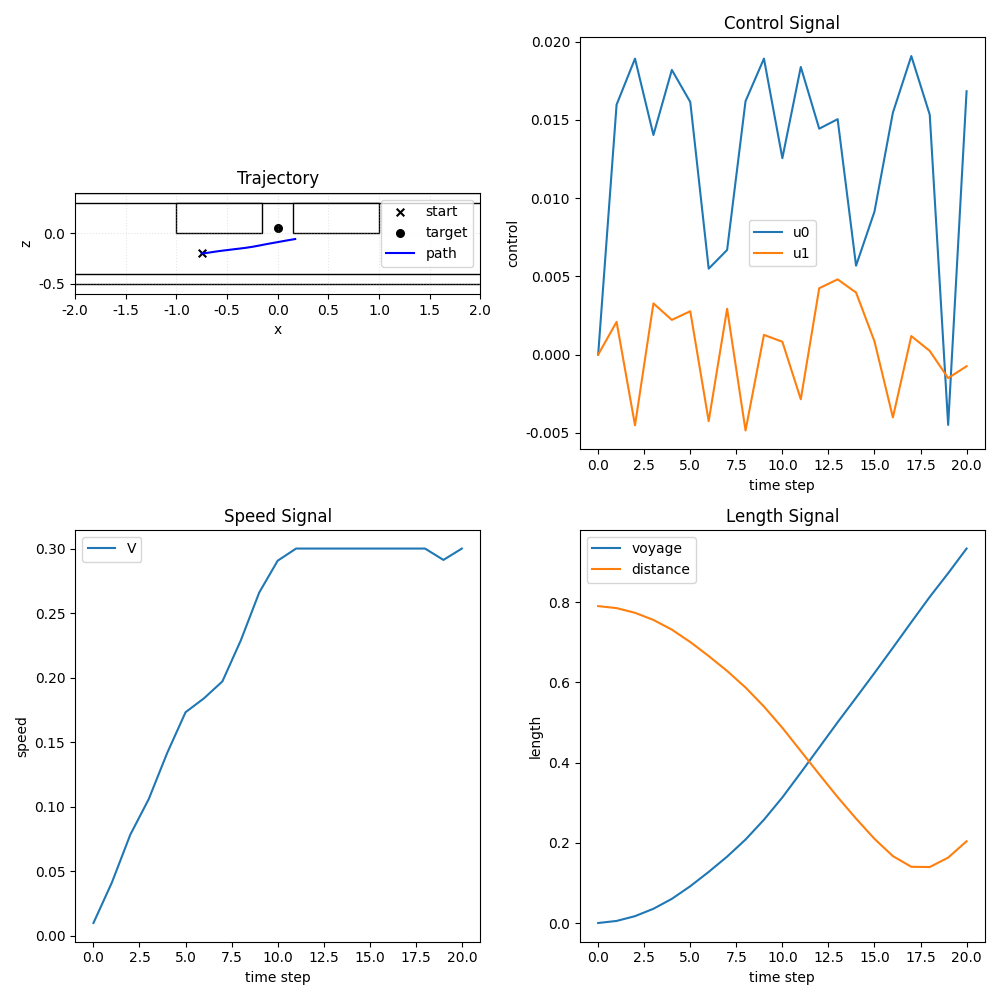 Trajectory
z
0.0
-0.5
start
target
path
-2.0 -1.5 -1.0 -0.5 0.0 0.5 1.0 1.5 2.0
x
Control Signal
control
0.020
0.015
0.010
0.005
0.000
-0.005
u0
u1
0.0 2.5 5.0 7.5 10.0 12.5 15.0 17.5 20.0
time step
Speed Signal
speed
0.30
0.25
0.20
0.15
0.10
0.05
0.00
V
0.0 2.5 5.0 7.5 10.0 12.5 15.0 17.5 20.0
time step
Length Signal
length
0.8
0.6
0.4
0.2
0.0
voyage
distance
0.0 2.5 5.0 7.5 10.0 12.5 15.0 17.5 20.0
time step